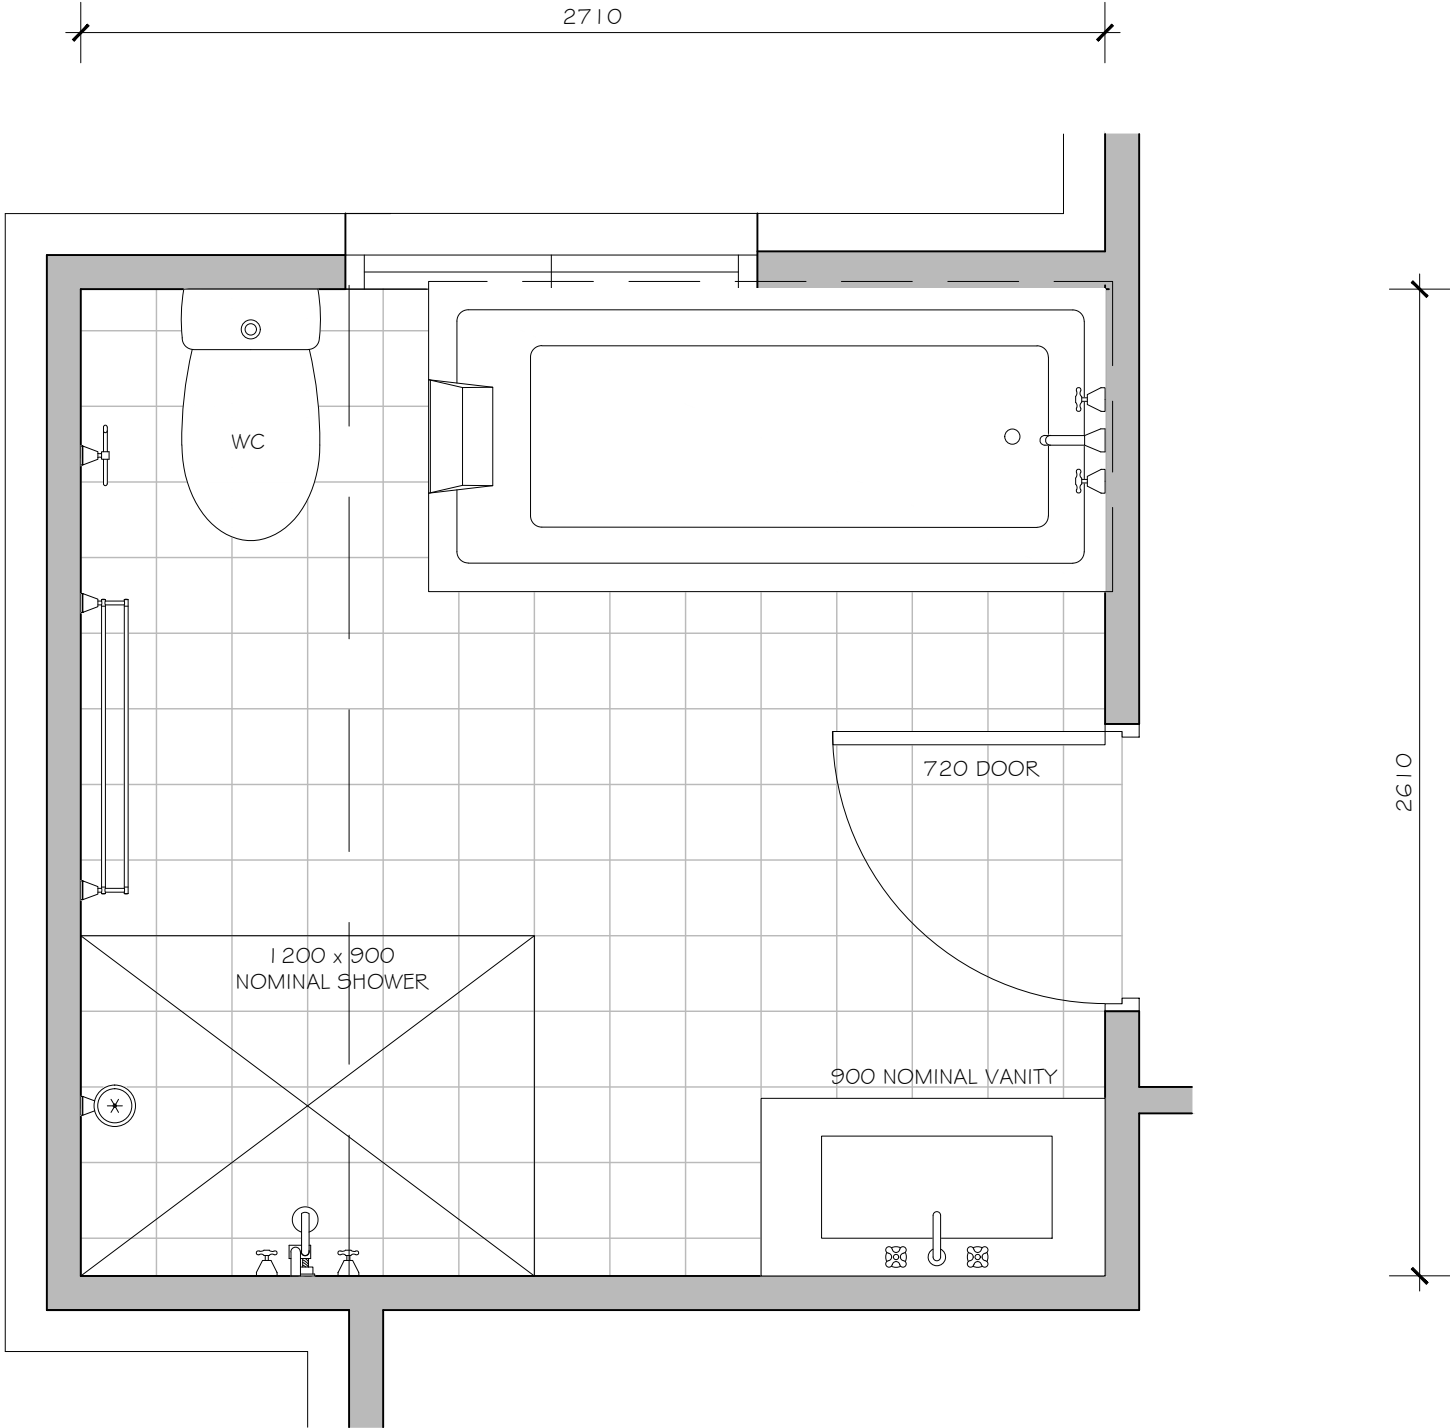 2710
WC
720 DOOR
2610
1200 x 900
NOMINAL SHOWER
900 NOMINAL VANITY